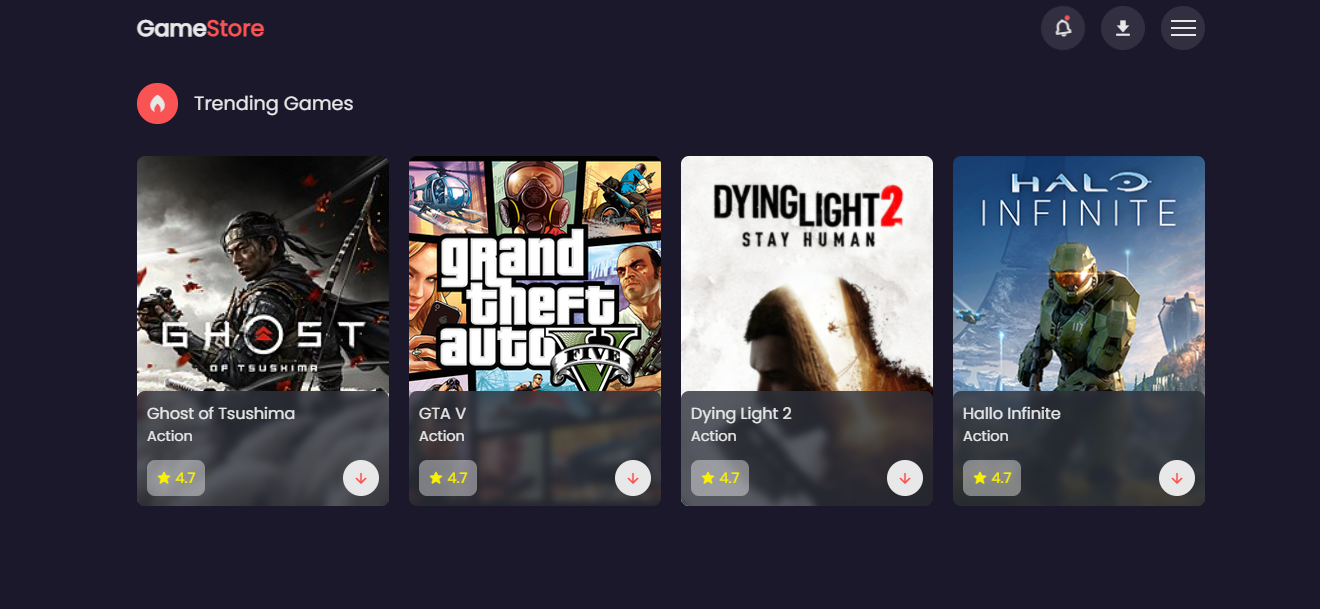 GameStore
Trending Games
GHOST
OF TSUSHIMA
Ghost of Tsushima
Action
4.7
grand
theft
auto V
FIVE
GTA V
Action
4.7
DYING LIGHT 2
STAY HUMAN
Dying Light 2
Action
4.7
HALO
INFINITE
Hallo Infinite
Action
4.7